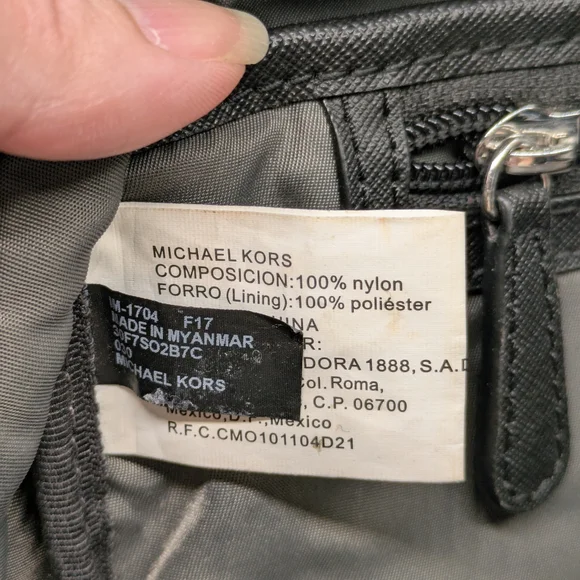 MICHAEL KORS
COMPOSICION:100% nylon
FORRO (Lining):100% poliéster
M-1704 F17
MADE IN MYANMAR
MICHAEL KORS
DORA 1888, S.A.D
Col. Roma,
C.P. 06700
Mexico,D.F.,Mexico
R.F.C.CMO101104D21